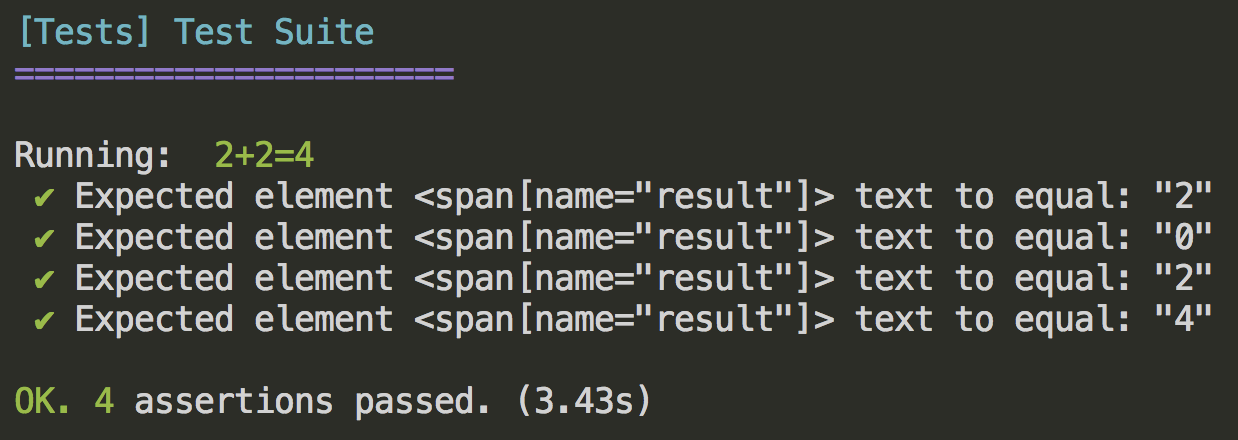 [Tests] Test Suite
======================
Running:  2+2=4
✔ Expected element <span[name="result"]> text to equal: "2"
✔ Expected element <span[name="result"]> text to equal: "0"
✔ Expected element <span[name="result"]> text to equal: "2"
✔ Expected element <span[name="result"]> text to equal: "4"
OK. 4 assertions passed. (3.43s)